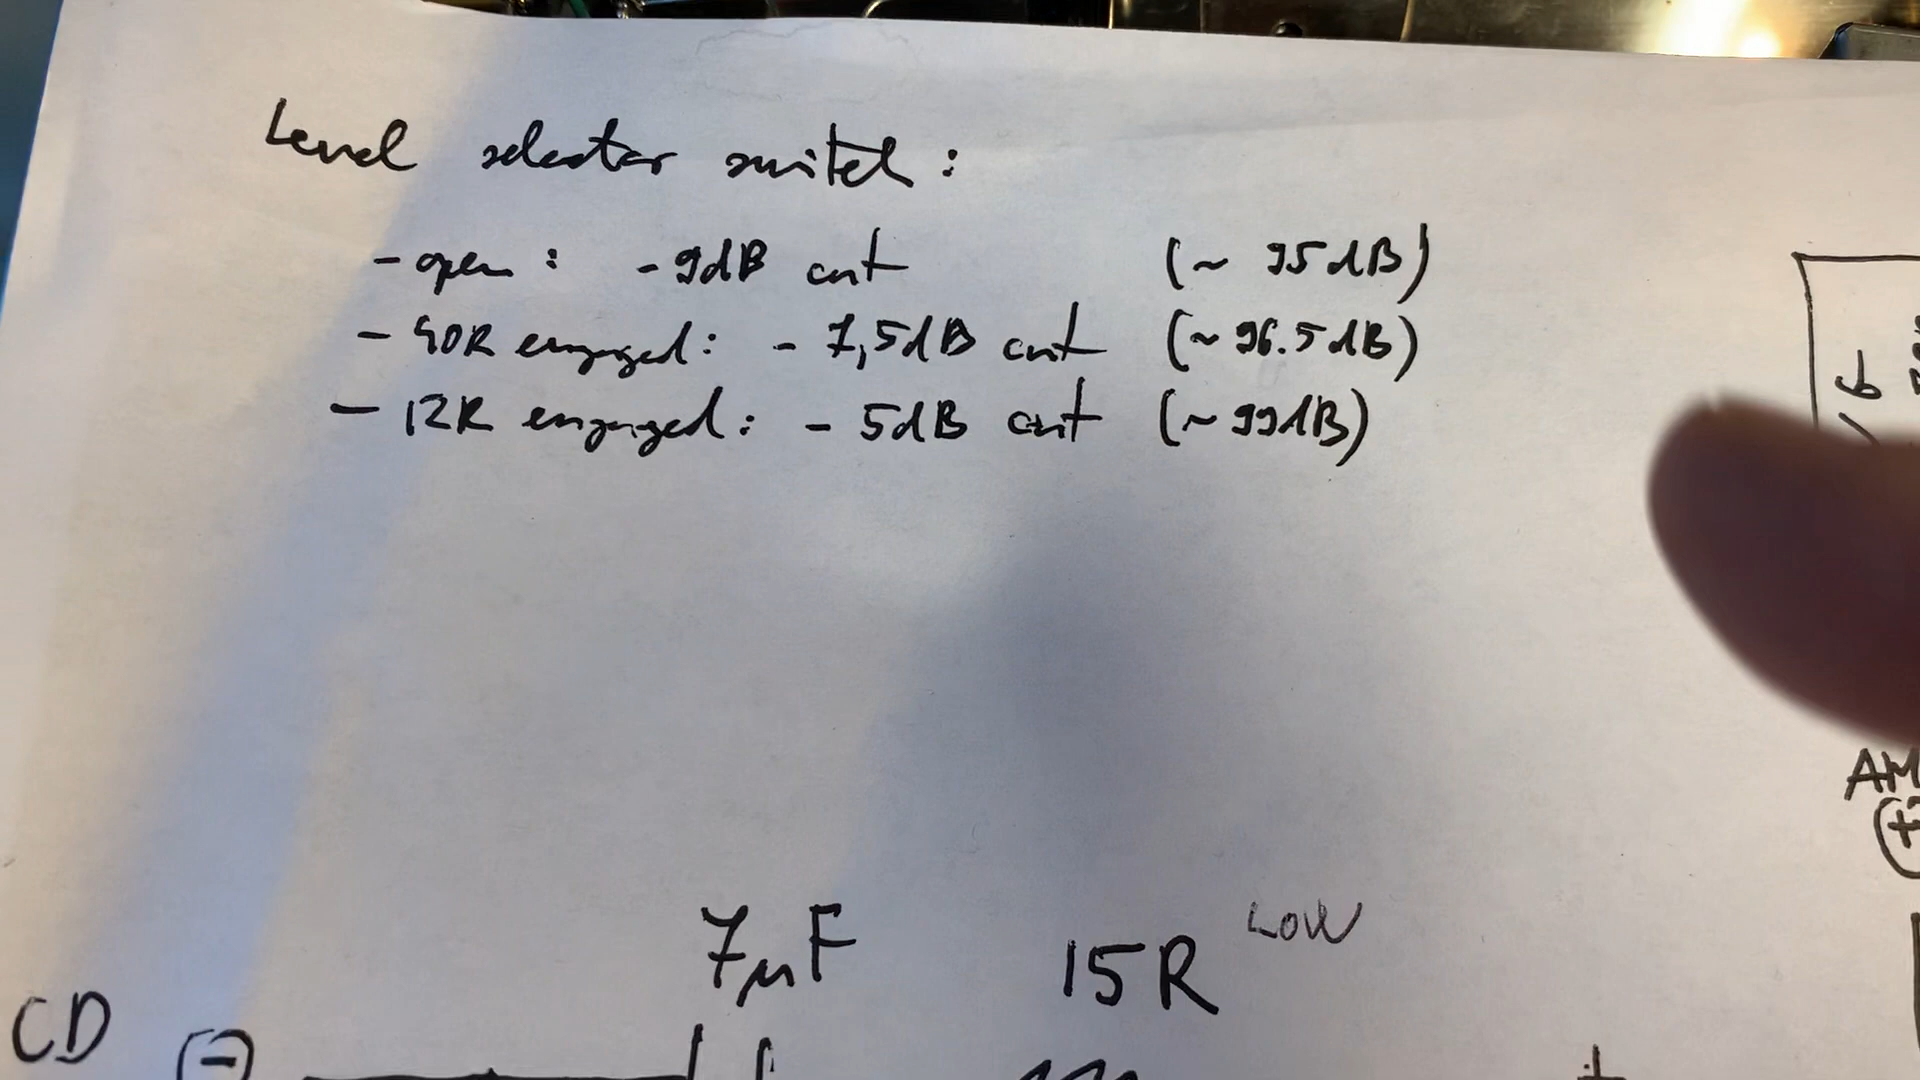 Level selector switch:
- open: - 9dB cut (~ 95dB)
- 40R engaged: - 7,5dB cut (~ 96.5dB)
- 12R engaged: - 5dB cut (~ 99dB)
AM
(+
7µF
15R LOW
CD
(-)
+